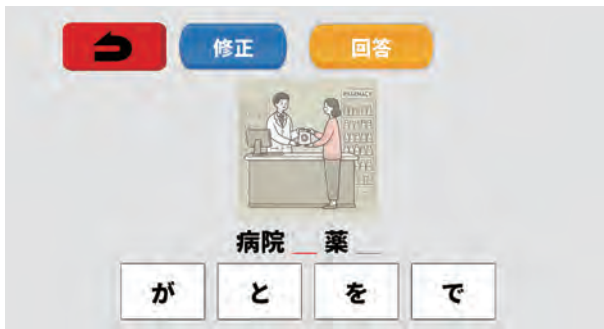 修正 回答
PHARMACY
病院 _ 薬 _
が と を で